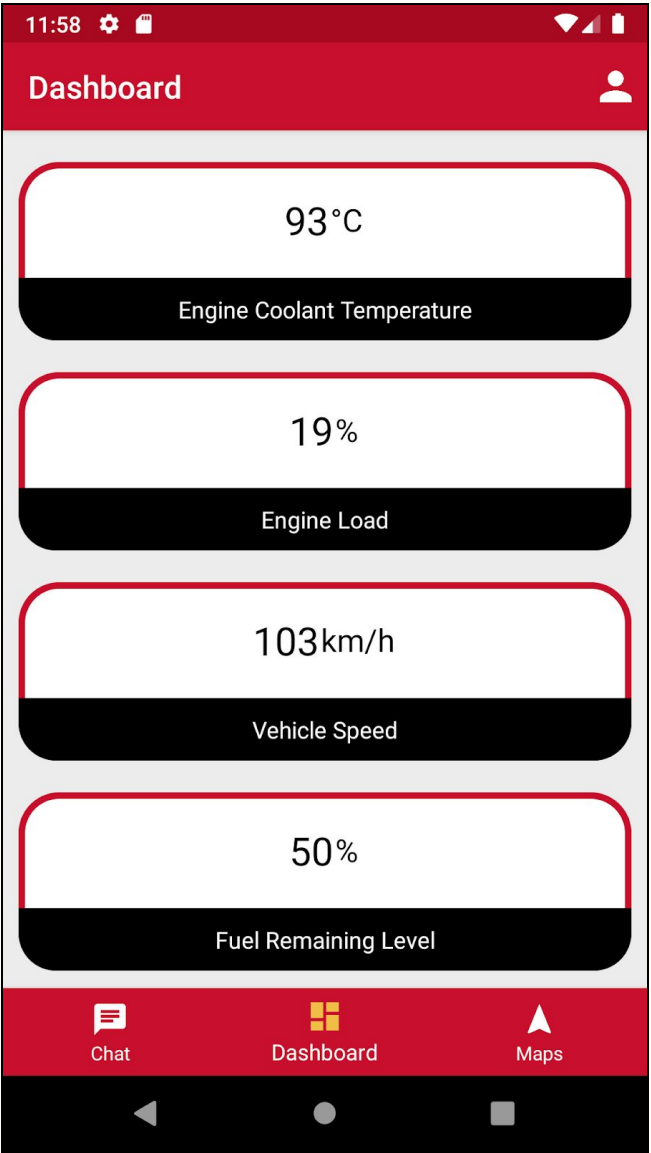 11:58
Dashboard
93°C
Engine Coolant Temperature
19%
Engine Load
103km/h
Vehicle Speed
50%
Fuel Remaining Level
Chat Dashboard Maps